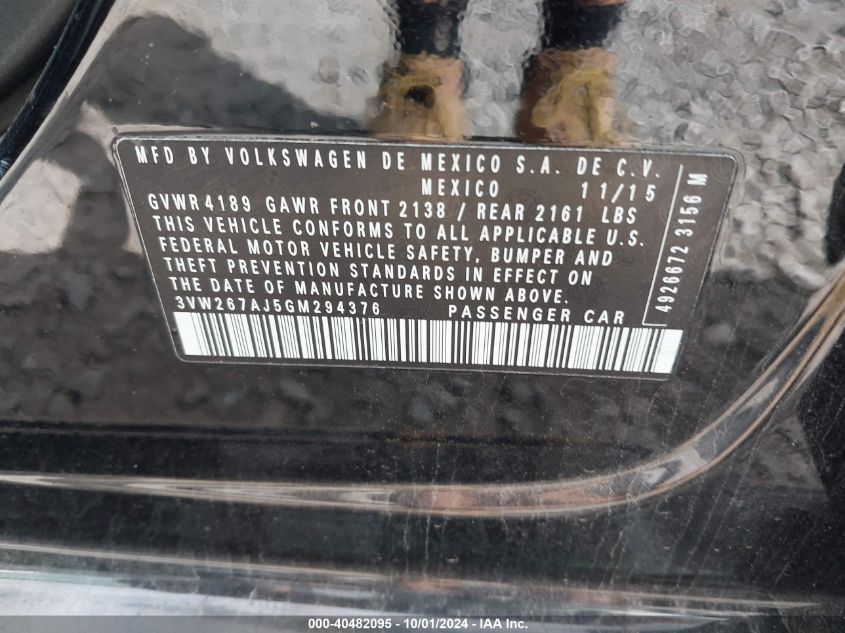 MFD BY VOLKSWAGEN DE MEXICO S.A. DE C.V.
MEXICO 11/15
GVWR 4189 GAWR FRONT 2138 / REAR 2161 LBS
THIS VEHICLE CONFORMS TO ALL APPLICABLE U.S.
FEDERAL MOTOR VEHICLE SAFETY, BUMPER AND
THEFT PREVENTION STANDARDS IN EFFECT ON
THE DATE OF MANUFACTURE SHOWN ABOVE.
3VW267AJ5GM294376 PASSENGER CAR
4926672 3156 M
000-40482095 - 10/01/2024 - ©IAA, Inc.